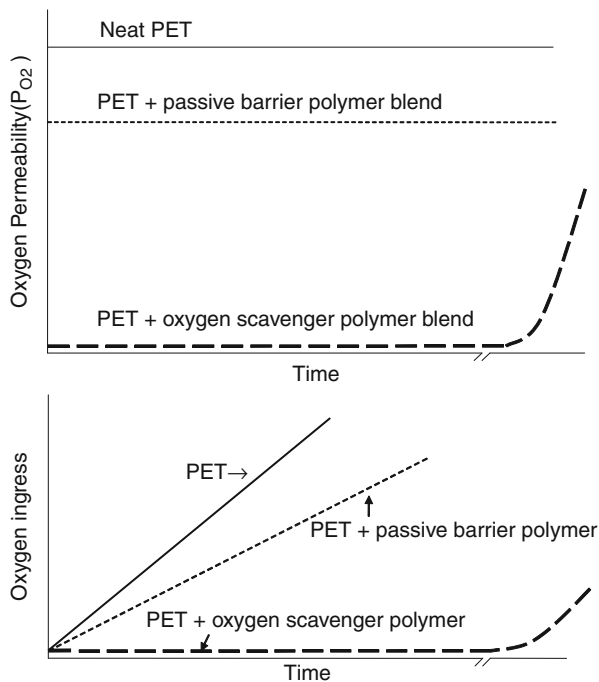 Neat PET
PET + passive barrier polymer blend
Oxygen Permeability(PO2 )
PET + oxygen scavenger polymer blend
Time
PET→
Oxygen ingress
PET + passive barrier polymer
PET + oxygen scavenger polymer
Time